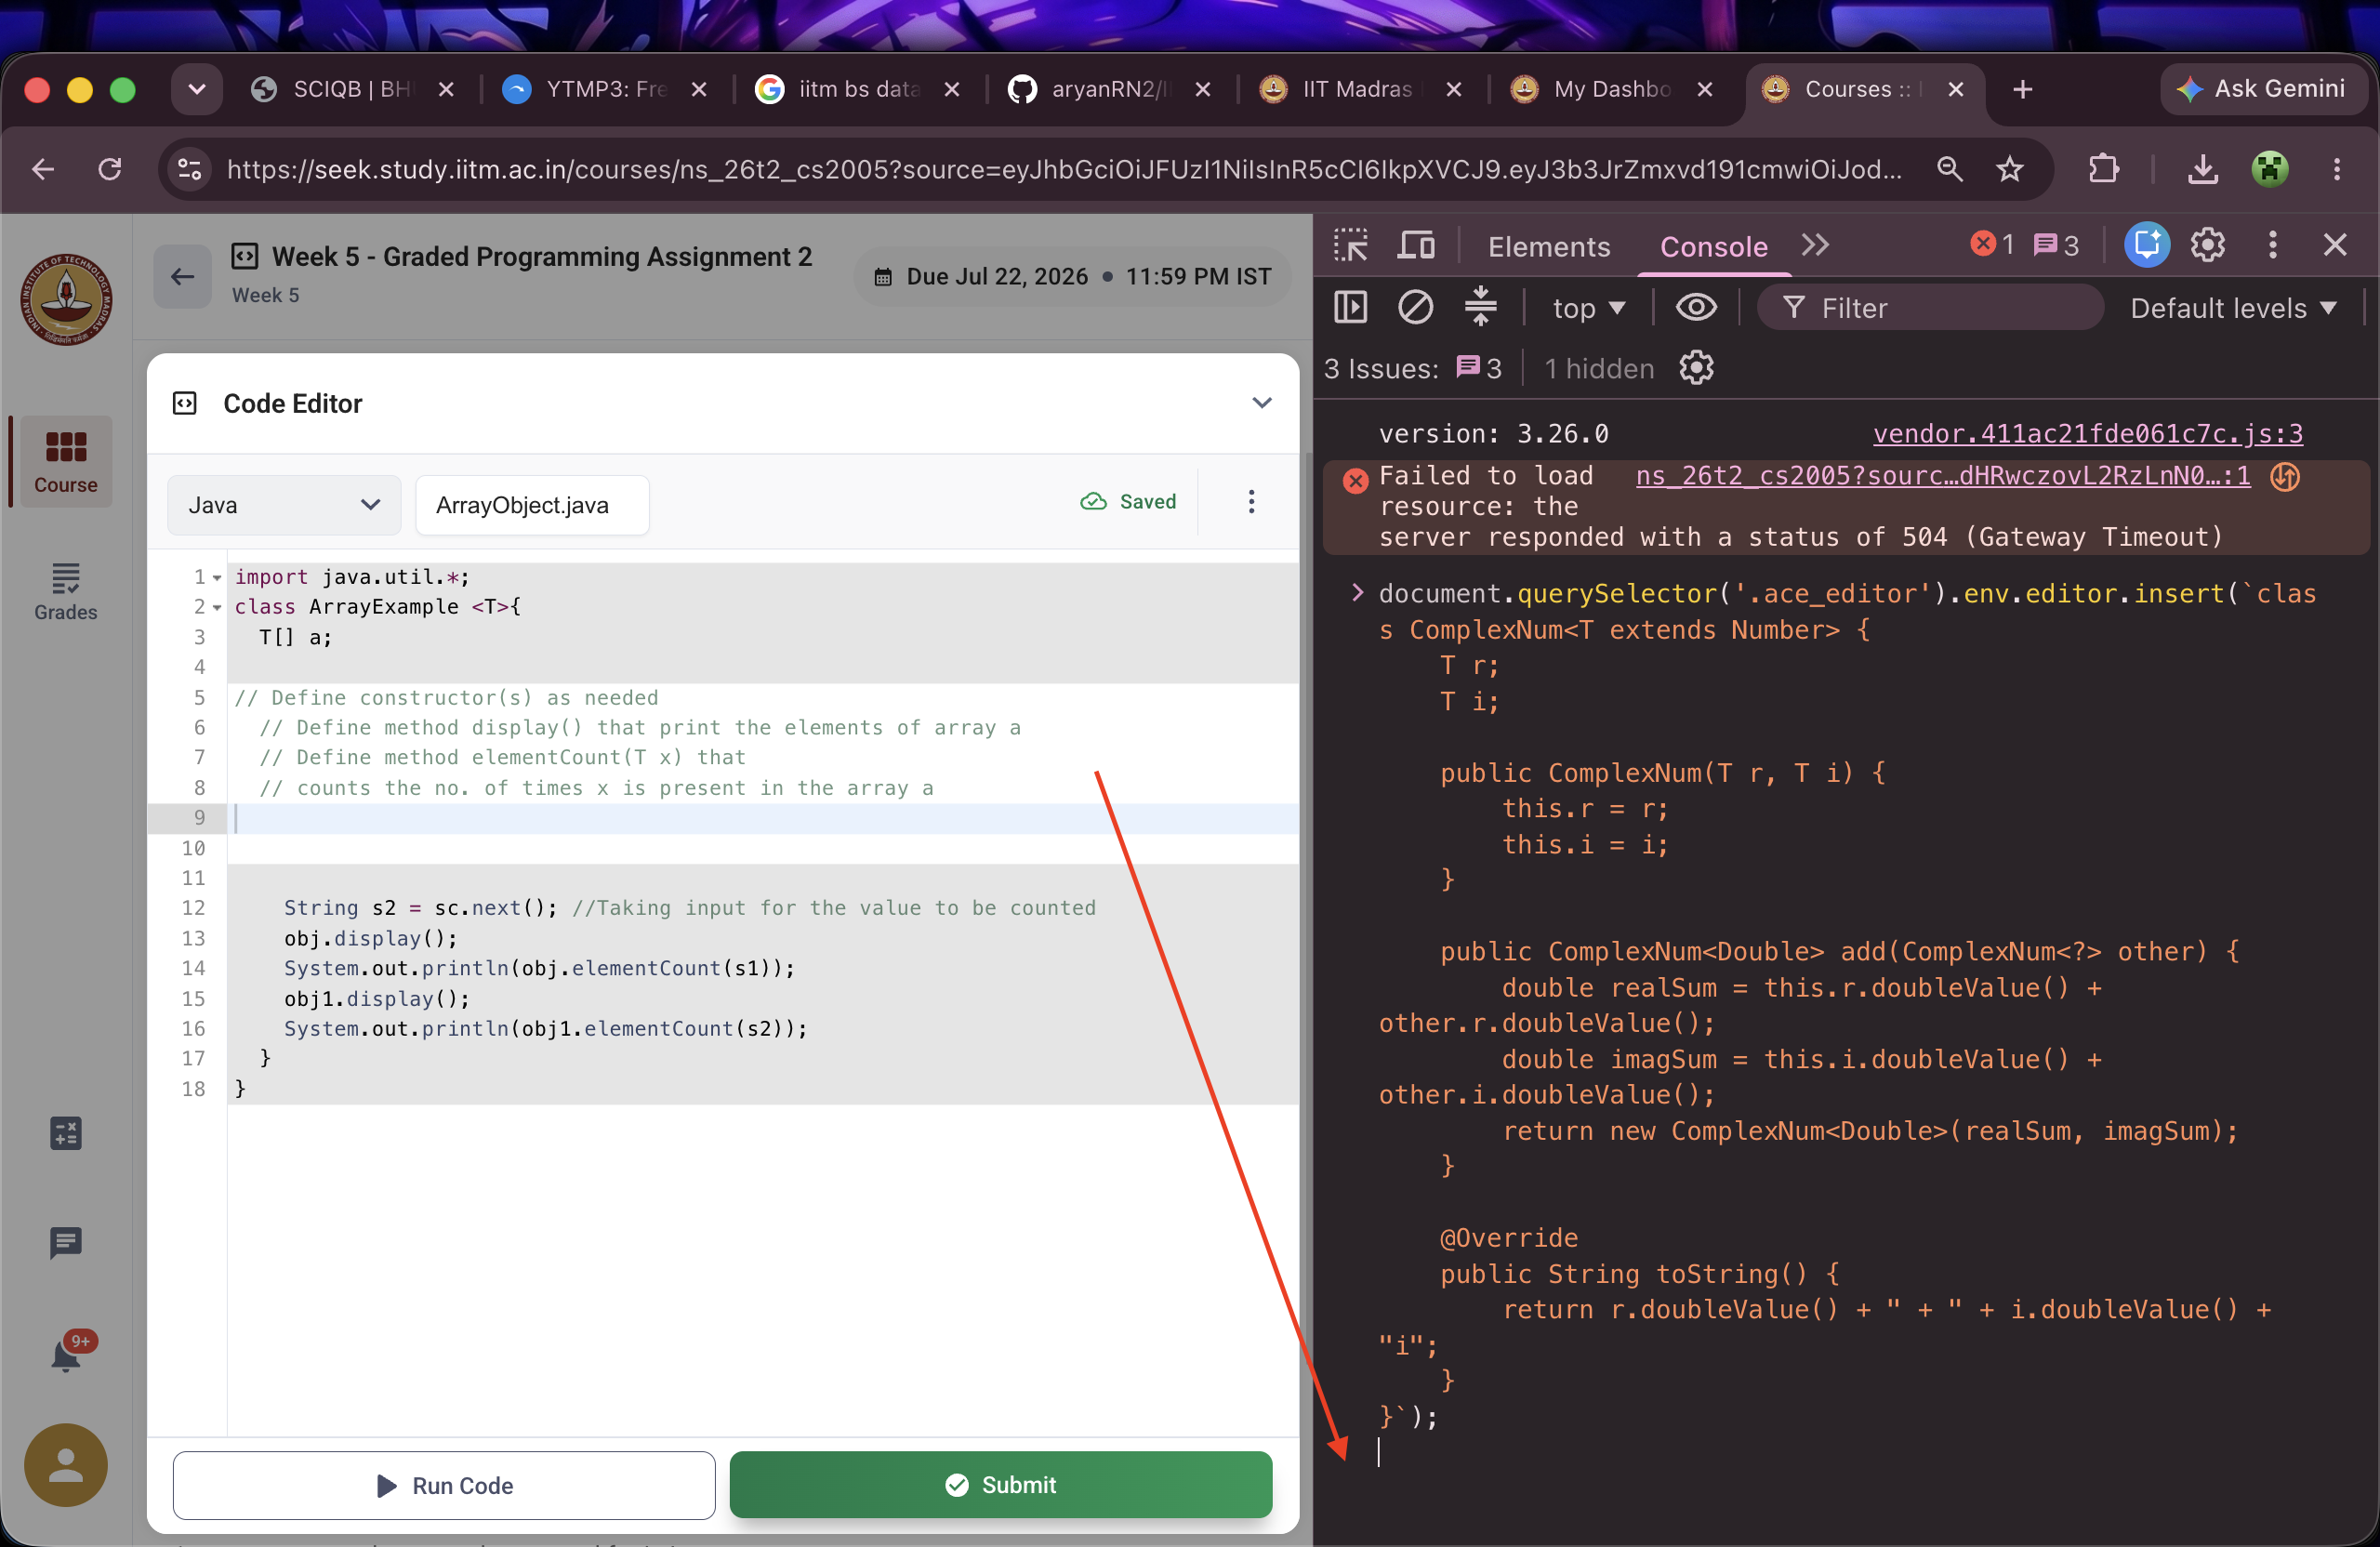 SCIQB | BH
YTMP3: Fre
iitm bs data
aryanRN2/I
IIT Madras
My Dashbo
Courses ::
Ask Gemini
https://seek.study.iitm.ac.in/courses/ns_26t2_cs2005?source=eyJhbGciOiJFUzI1NiIsInR5cCI6IkpXVCJ9.eyJ3b3JrZmxvd191cmwiOiJod...
Week 5 - Graded Programming Assignment 2
Week 5
Due Jul 22, 2026 • 11:59 PM IST
Course
Grades
9+
Code Editor
Java
ArrayObject.java
Saved
1 import java.util.*;
2 class ArrayExample <T>{
3 T[] a;
4
5 // Define constructor(s) as needed
6 // Define method display() that print the elements of array a
7 // Define method elementCount(T x) that
8 // counts the no. of times x is present in the array a
9
10
11
12 String s2 = sc.next(); //Taking input for the value to be counted
13 obj.display();
14 System.out.println(obj.elementCount(s1));
15 obj1.display();
16 System.out.println(obj1.elementCount(s2));
17 }
18 }
Run Code
Submit
Elements
Console
1
3
top
Filter
Default levels
3 Issues: 3
1 hidden
version: 3.26.0 vendor.411ac21fde061c7c.js:3
Failed to load ns_26t2_cs2005?sourc…dHRwczovL2RzLnN0…:1
resource: the
server responded with a status of 504 (Gateway Timeout)
> document.querySelector('.ace_editor').env.editor.insert(`clas
s ComplexNum<T extends Number> {
T r;
T i;
public ComplexNum(T r, T i) {
this.r = r;
this.i = i;
}
public ComplexNum<Double> add(ComplexNum<?> other) {
double realSum = this.r.doubleValue() +
other.r.doubleValue();
double imagSum = this.i.doubleValue() +
other.i.doubleValue();
return new ComplexNum<Double>(realSum, imagSum);
}
@Override
public String toString() {
return r.doubleValue() + " + " + i.doubleValue() +
"i";
}
}`);